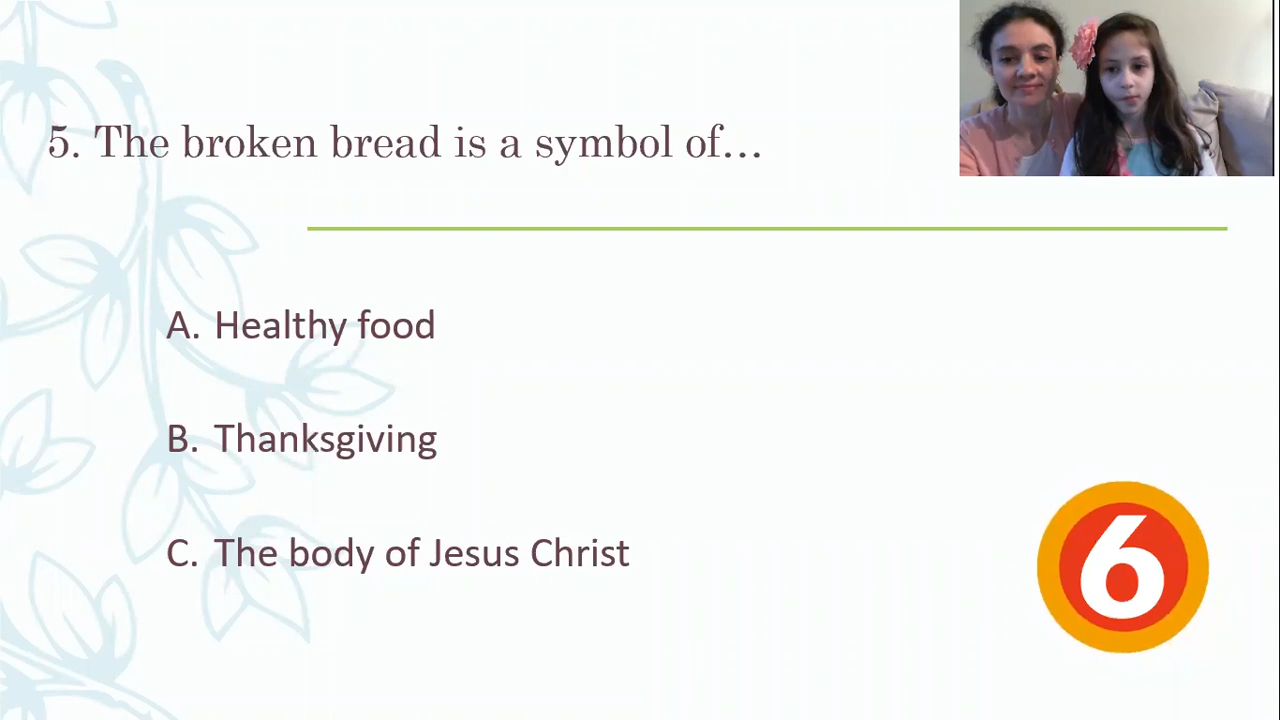 5. The broken bread is a symbol of...
A. Healthy food
B. Thanksgiving
C. The body of Jesus Christ
6